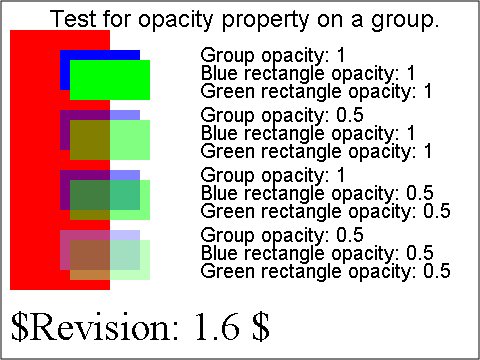 Test for opacity property on a group.
Group opacity: 1
Blue rectangle opacity: 1
Green rectangle opacity: 1
Group opacity: 0.5
Blue rectangle opacity: 1
Green rectangle opacity: 1
Group opacity: 1
Blue rectangle opacity: 0.5
Green rectangle opacity: 0.5
Group opacity: 0.5
Blue rectangle opacity: 0.5
Green rectangle opacity: 0.5
$Revision: 1.6 $